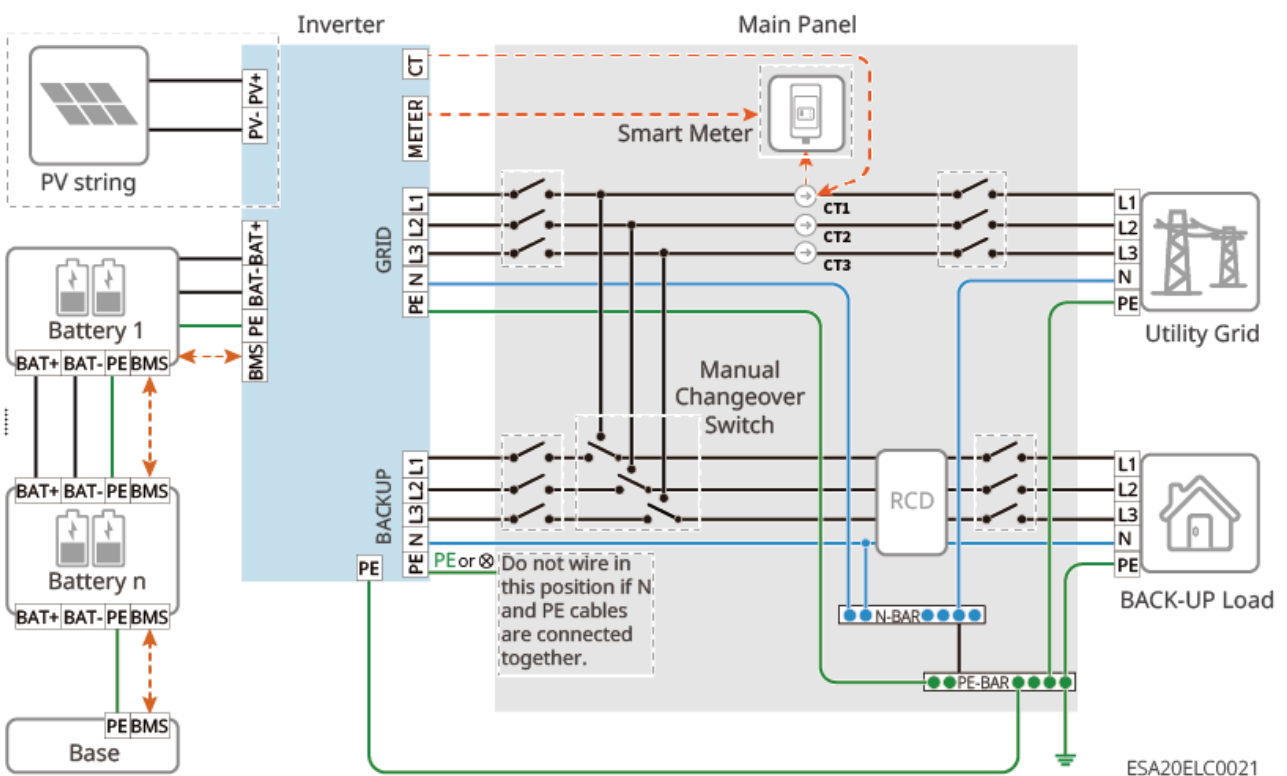 Inverter
Main Panel
PV string
PV+
PV-
CT
METER
Smart Meter
GRID
L1
L2
L3
N
PE
CT1
CT2
CT3
L1
L2
L3
N
PE
Utility Grid
BAT+
BAT-
PE
BMS
Battery 1
BAT+ BAT- PE BMS
Manual
Changeover
Switch
BACKUP
L1
L2
L3
N
PE
PE
PE or ⊗
Do not wire in
this position if N
and PE cables
are connected
together.
RCD
L1
L2
L3
N
PE
BACK-UP Load
N-BAR
PE-BAR
BAT+ BAT- PE BMS
Battery n
BAT+ BAT- PE BMS
PE BMS
Base
ESA20ELC0021